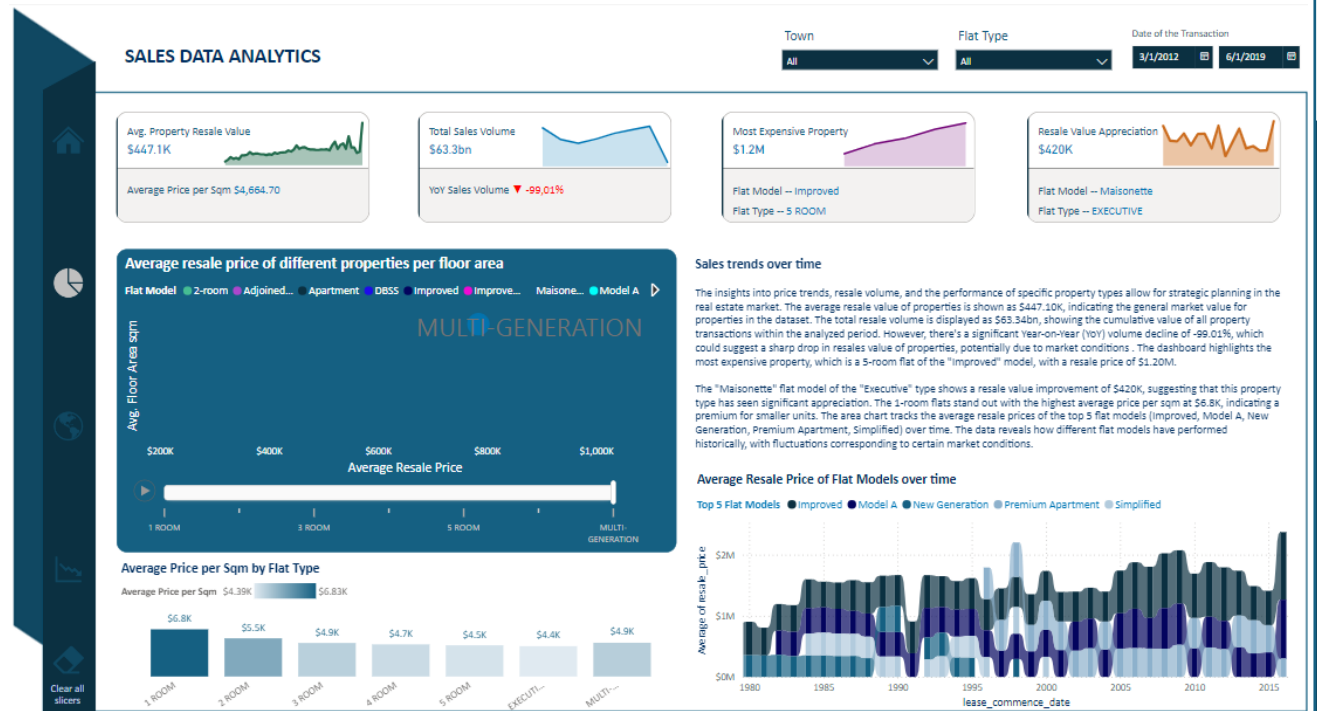 SALES DATA ANALYTICS
Town
All
Flat Type
All
Date of the Transaction
3/1/2012
6/1/2019
Avg. Property Resale Value
$447.1K
Average Price per Sqm $4,664.70
Total Sales Volume
$63.3bn
YoY Sales Volume ▼ -99,01%
Most Expensive Property
$1.2M
Flat Model -- Improved
Flat Type -- 5 ROOM
Resale Value Appreciation
$420K
Flat Model -- Maisonette
Flat Type -- EXECUTIVE
Average resale price of different properties per floor area
Flat Model 2-room Adjoined... Apartment DBSS Improved Improve... Maisone... Model A
MULTI-GENERATION
Avg. Floor Area sqm
$200K $400K $600K $800K $1,000K
Average Resale Price
1 ROOM 3 ROOM 5 ROOM MULTI-
GENERATION
Sales trends over time
The insights into price trends, resale volume, and the performance of specific property types allow for strategic planning in the
real estate market. The average resale value of properties is shown as $447.10K, indicating the general market value for
properties in the dataset. The total resale volume is displayed as $63.34bn, showing the cumulative value of all property
transactions within the analyzed period. However, there's a significant Year-on-Year (YoY) volume decline of -99.01%, which
could suggest a sharp drop in resales value of properties, potentially due to market conditions . The dashboard highlights the
most expensive property, which is a 5-room flat of the "Improved" model, with a resale price of $1.20M.
The "Maisonette" flat model of the "Executive" type shows a resale value improvement of $420K, suggesting that this property
type has seen significant appreciation. The 1-room flats stand out with the highest average price per sqm at $6.8K, indicating a
premium for smaller units. The area chart tracks the average resale prices of the top 5 flat models (Improved, Model A, New
Generation, Premium Apartment, Simplified) over time. The data reveals how different flat models have performed
historically, with fluctuations corresponding to certain market conditions.
Average Price per Sqm by Flat Type
Average Price per Sqm $4.39K $6.83K
$6.8K $5.5K $4.9K $4.7K $4.5K $4.4K $4.9K
1 ROOM 2 ROOM 3 ROOM 4 ROOM 5 ROOM EXECUTI... MULTI-...
Average Resale Price of Flat Models over time
Top 5 Flat Models Improved Model A New Generation Premium Apartment Simplified
Average of resale_price
$2M
$1M
$0M
1980 1985 1990 1995 2000 2005 2010 2015
lease_commence_date
Clear all
slicers